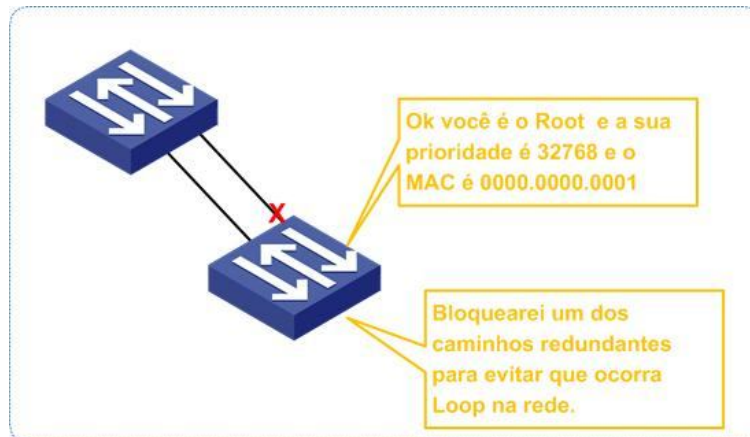 Ok você é o Root e a sua
prioridade é 32768 e o
MAC é 0000.0000.0001
X
Bloquearei um dos
caminhos redundantes
para evitar que ocorra
Loop na rede.